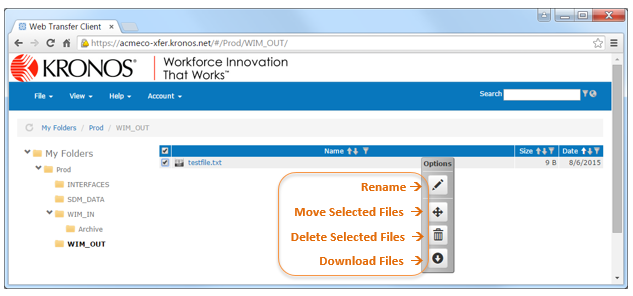 Web Transfer Client
https://acmeco-xfer.kronos.net/#/Prod/WIM_OUT/
KRONOS® Workforce Innovation That Works™
File View Help Account Search
My Folders / Prod / WIM_OUT
My Folders
Prod
INTERFACES
SDM_DATA
WIM_IN
Archive
WIM_OUT
Name Size Date
testfile.txt 9 B 8/6/2015
Options
Rename
Move Selected Files
Delete Selected Files
Download Files